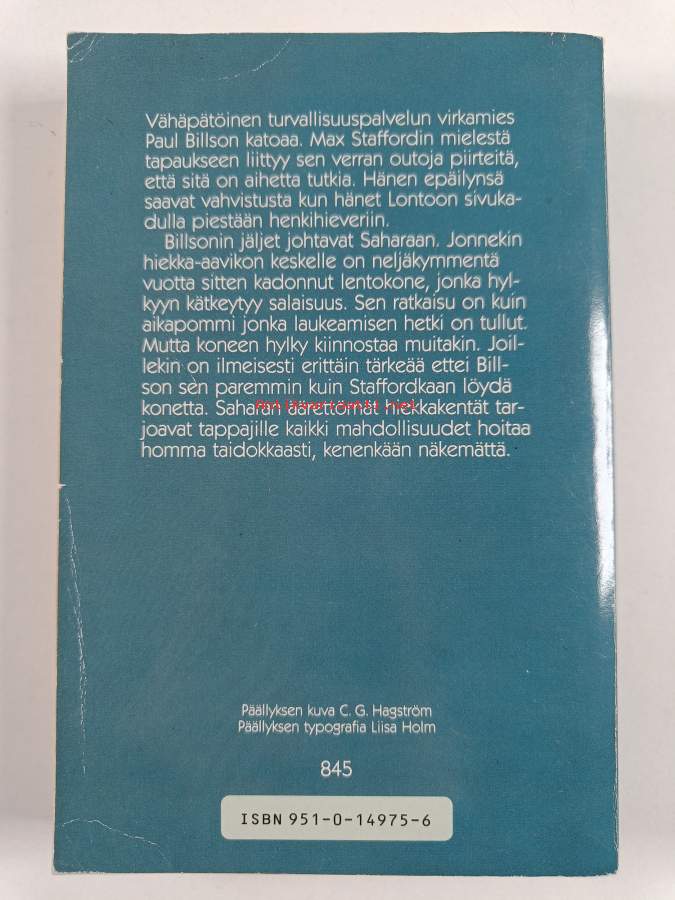 Vähäpätöinen turvallisuuspalvelun virkamies
Paul Billson katoaa. Max Staffordin mielestä
tapaukseen liittyy sen verran outoja piirteitä,
että sitä on aihetta tutkia. Hänen epäilynsä
saavat vahvistusta kun hänet Lontoon sivuka-
dulla piestään henkihieveriin.
Billsonin jäljet johtavat Saharaan. Jonnekin
hiekka-aavikon keskelle on neljäkymmentä
vuotta sitten kadonnut lentokone, jonka hyl-
kyyn kätkeytyy salaisuus. Sen ratkaisu on kuin
aikapommi jonka laukeamisen hetki on tullut.
Mutta koneen hylky kiinnostaa muitakin. Joil-
lekin on ilmeisesti erittäin tärkeää ettei Bill-
son sen paremmin kuin Staffordkaan löydä
konetta. Saharan äärettömät hiekkakentät tar-
joavat tappajille kaikki mahdollisuudet hoitaa
homma taidokkaasti, kenenkään näkemättä.
Päällyksen kuva C. G. Hagström
Päällyksen typografia Liisa Holm
845
ISBN 951-0-14975-6